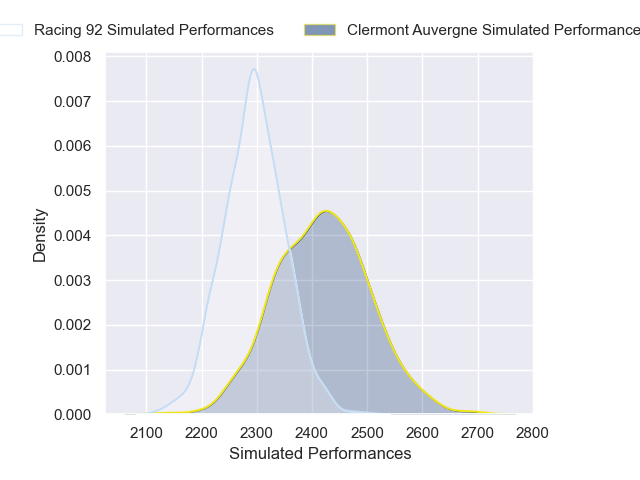 Racing 92 Simulated Performances
Clermont Auvergne Simulated Performance
0.008
0.007
0.006
0.005
0.004
0.003
0.002
0.001
0.000
Density
2100 2200 2300 2400 2500 2600 2700 2800
Simulated Performances